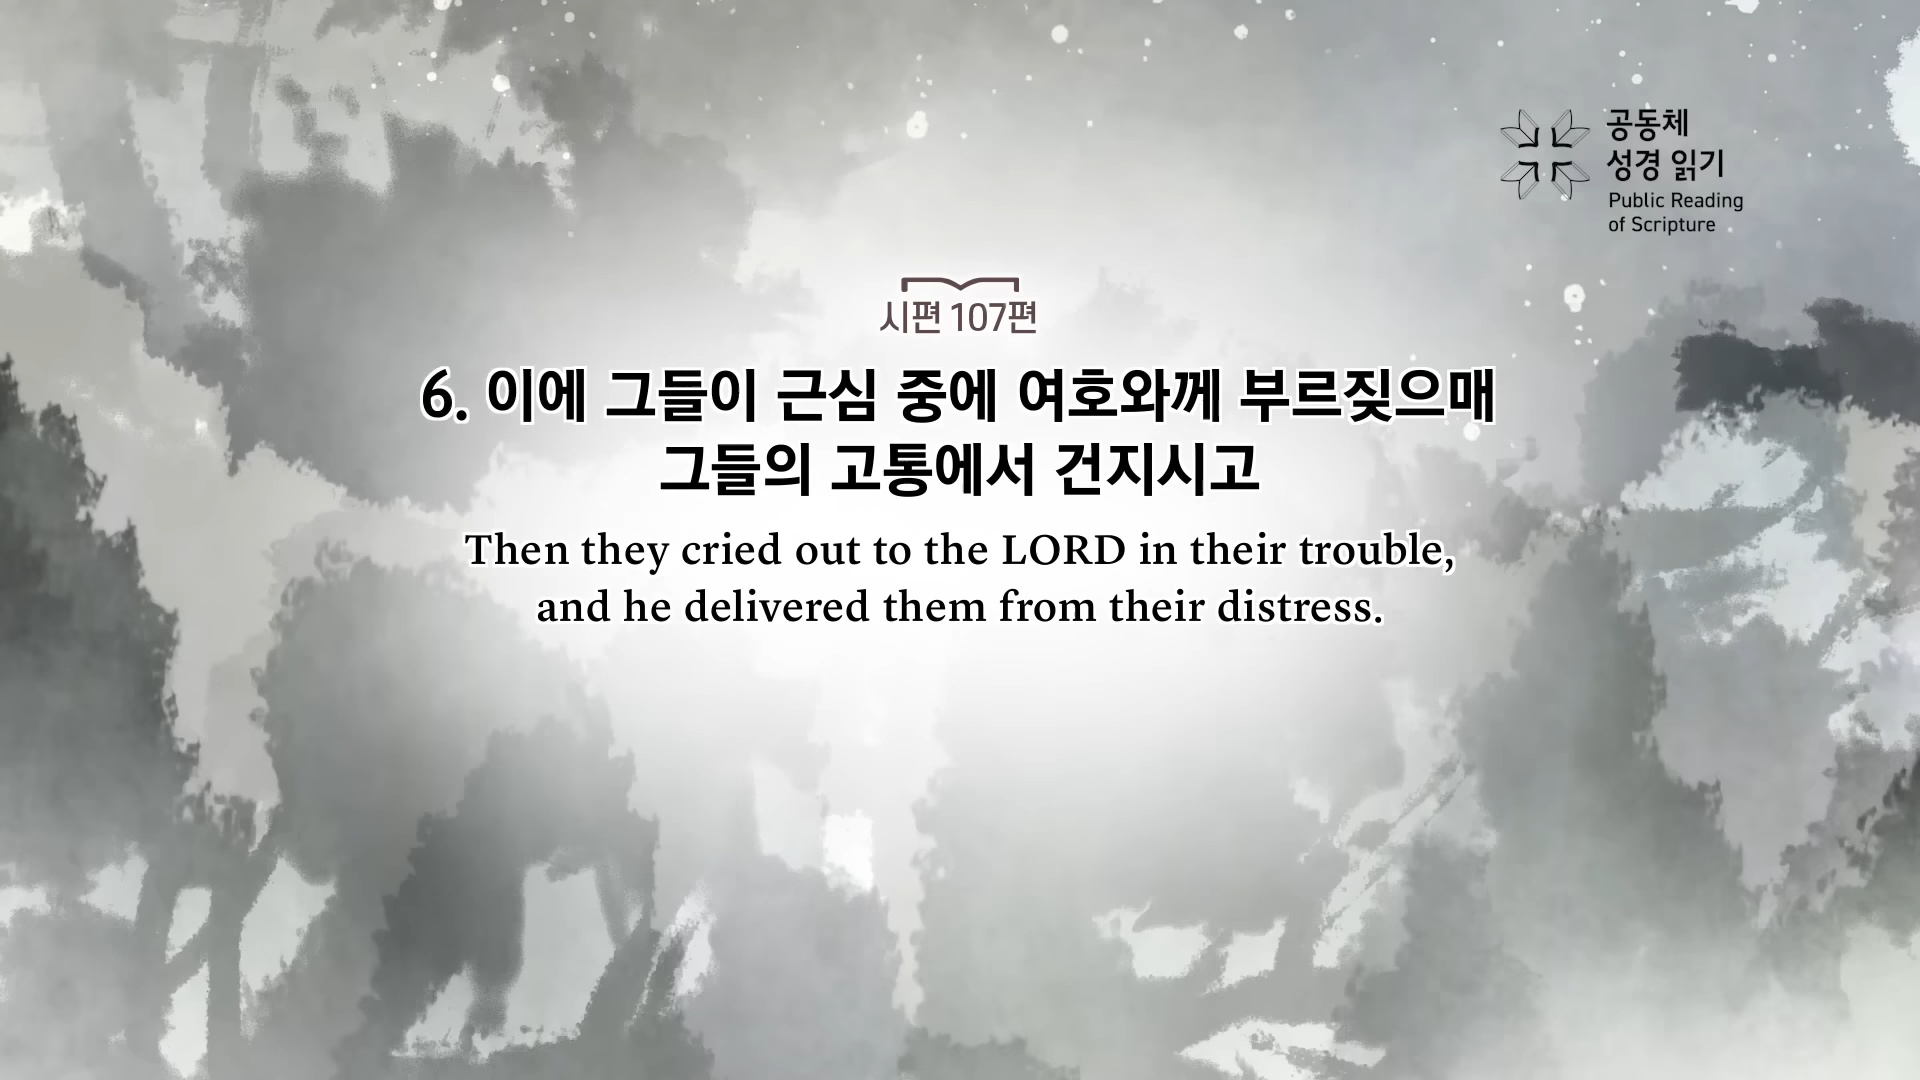 공동체
성경 읽기
Public Reading
of Scripture
시편 107편
6. 이에 그들이 근심 중에 여호와께 부르짖으매
그들의 고통에서 건지시고
Then they cried out to the LORD in their trouble,
and he delivered them from their distress.